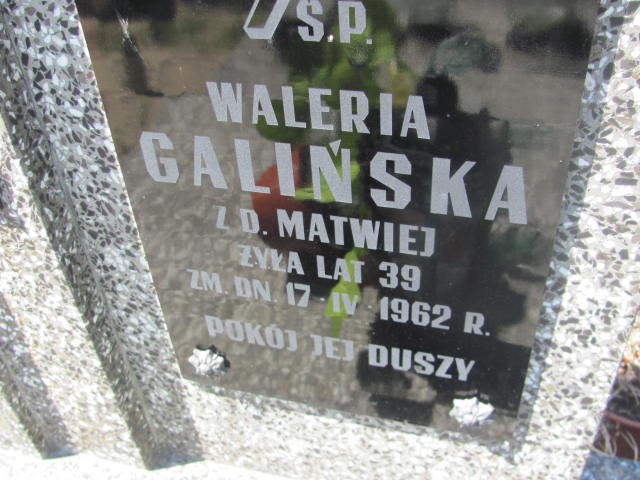 Ś.P.
WALERIA
GALIŃSKA
Z D. MATWIEJ
ŻYŁA LAT 39
ZM. DN. 17 · IV · 1962 R.
POKÓJ JEJ DUSZY